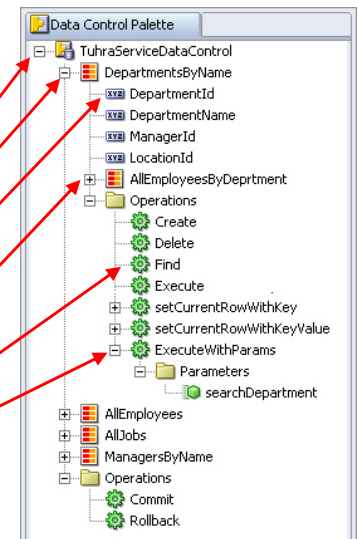 Data Control Palette
TuhraServiceDataControl
DepartmentsByName
DepartmentId
DepartmentName
ManagerId
LocationId
AllEmployeesByDeprtment
Operations
Create
Delete
Find
Execute
setCurrentRowWithKey
setCurrentRowWithKeyValue
ExecuteWithParams
Parameters
searchDepartment
AllEmployees
AllJobs
ManagersByName
Operations
Commit
Rollback